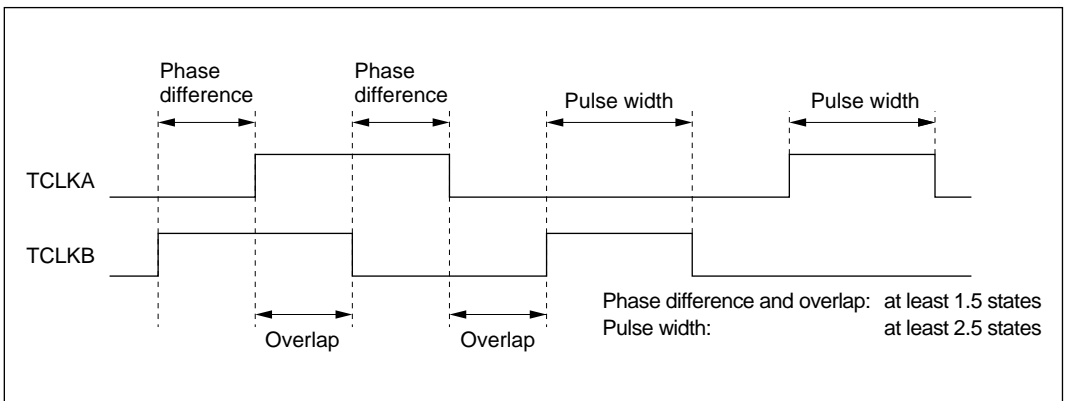 Phase
difference
Phase
difference
Pulse width
Pulse width
TCLKA
TCLKB
Overlap
Overlap
Phase difference and overlap: at least 1.5 states
Pulse width: at least 2.5 states